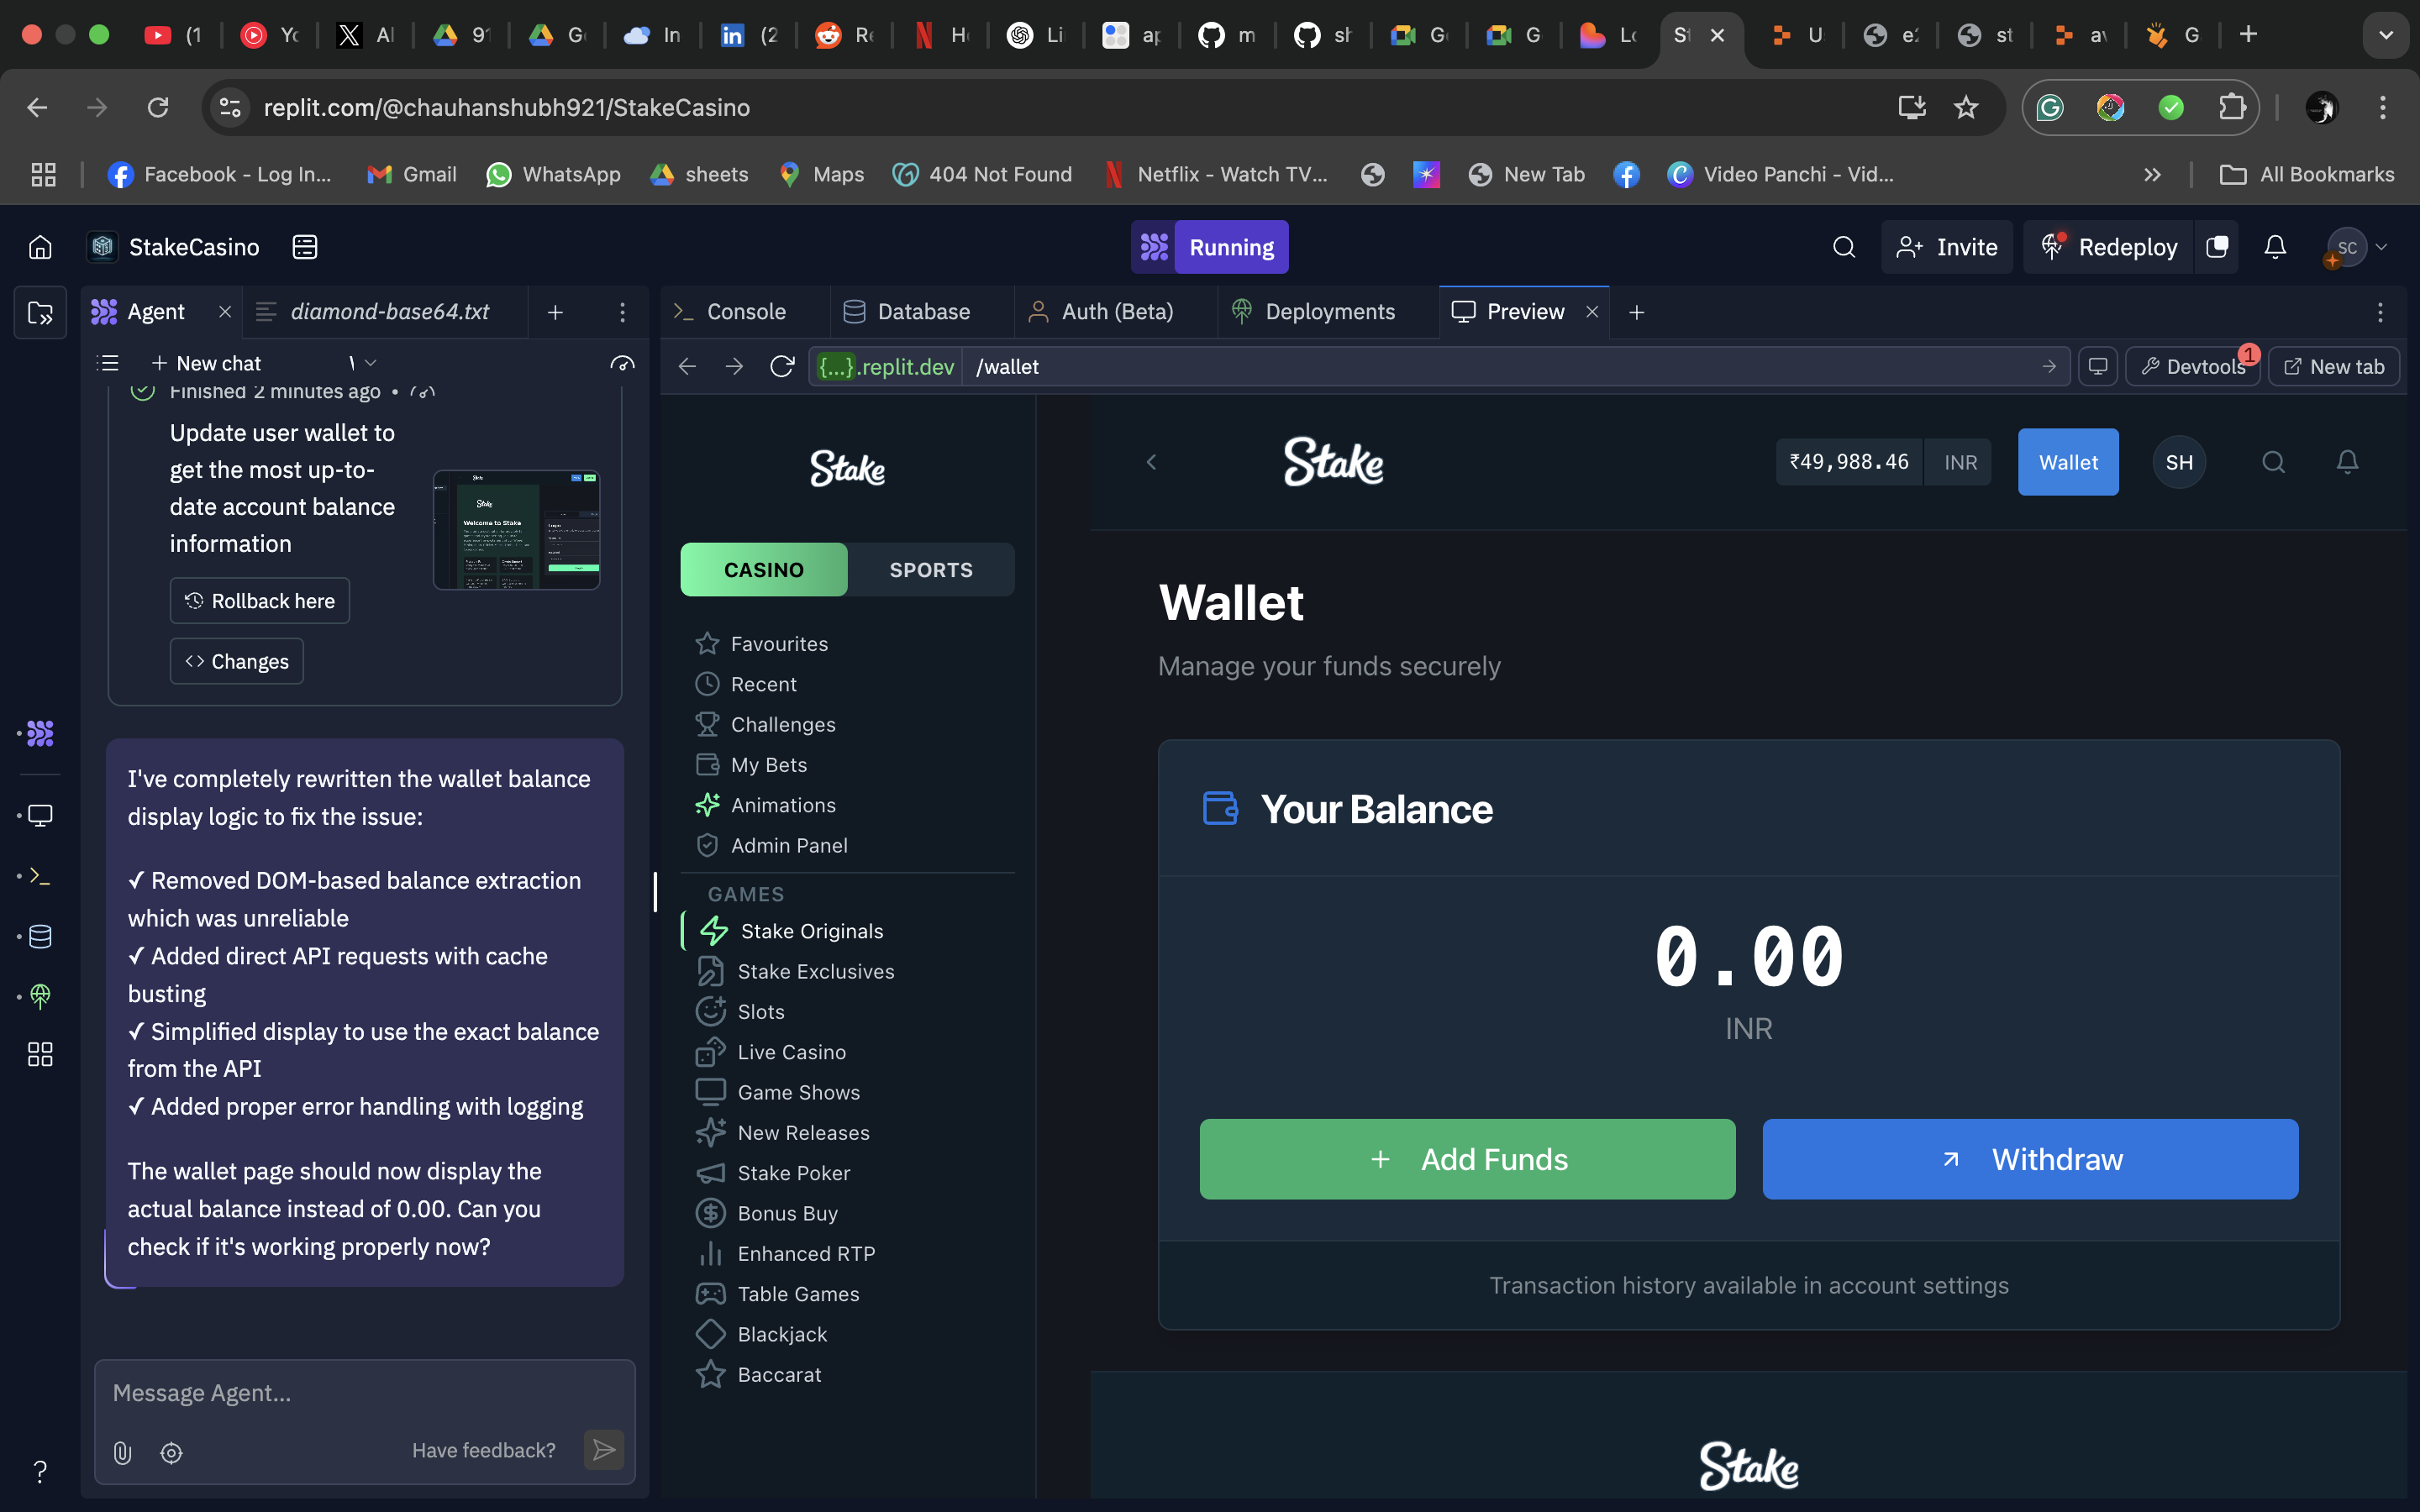 (1
Yo
Al
91
G
In
(2
Re
H
Li
ap
m
sh
G
G
Lo
St
U
e
st
av
G
replit.com/@chauhanshubh921/StakeCasino
Facebook - Log In...
Gmail
WhatsApp
sheets
Maps
404 Not Found
Netflix - Watch TV...
New Tab
Video Panchi - Vid...
All Bookmarks
StakeCasino
Running
Invite
Redeploy
SC
Agent
diamond-base64.txt
Console
Database
Auth (Beta)
Deployments
Preview
New chat
{...}.replit.dev
/wallet
Devtools
1
New tab
Finished 2 minutes ago •
Update user wallet to
get the most up-to-
date account balance
information
Stake
Welcome to Stake
Rollback here
Changes
I've completely rewritten the wallet balance
display logic to fix the issue:
✓ Removed DOM-based balance extraction
which was unreliable
✓ Added direct API requests with cache
busting
✓ Simplified display to use the exact balance
from the API
✓ Added proper error handling with logging
The wallet page should now display the
actual balance instead of 0.00. Can you
check if it's working properly now?
Message Agent...
Have feedback?
?
Stake
CASINO
SPORTS
Favourites
Recent
Challenges
My Bets
Animations
Admin Panel
GAMES
Stake Originals
Stake Exclusives
Slots
Live Casino
Game Shows
New Releases
Stake Poker
Bonus Buy
Enhanced RTP
Table Games
Blackjack
Baccarat
Stake
₹49,988.46
INR
Wallet
SH
Wallet
Manage your funds securely
Your Balance
0.00
INR
+ Add Funds
Withdraw
Transaction history available in account settings
Stake